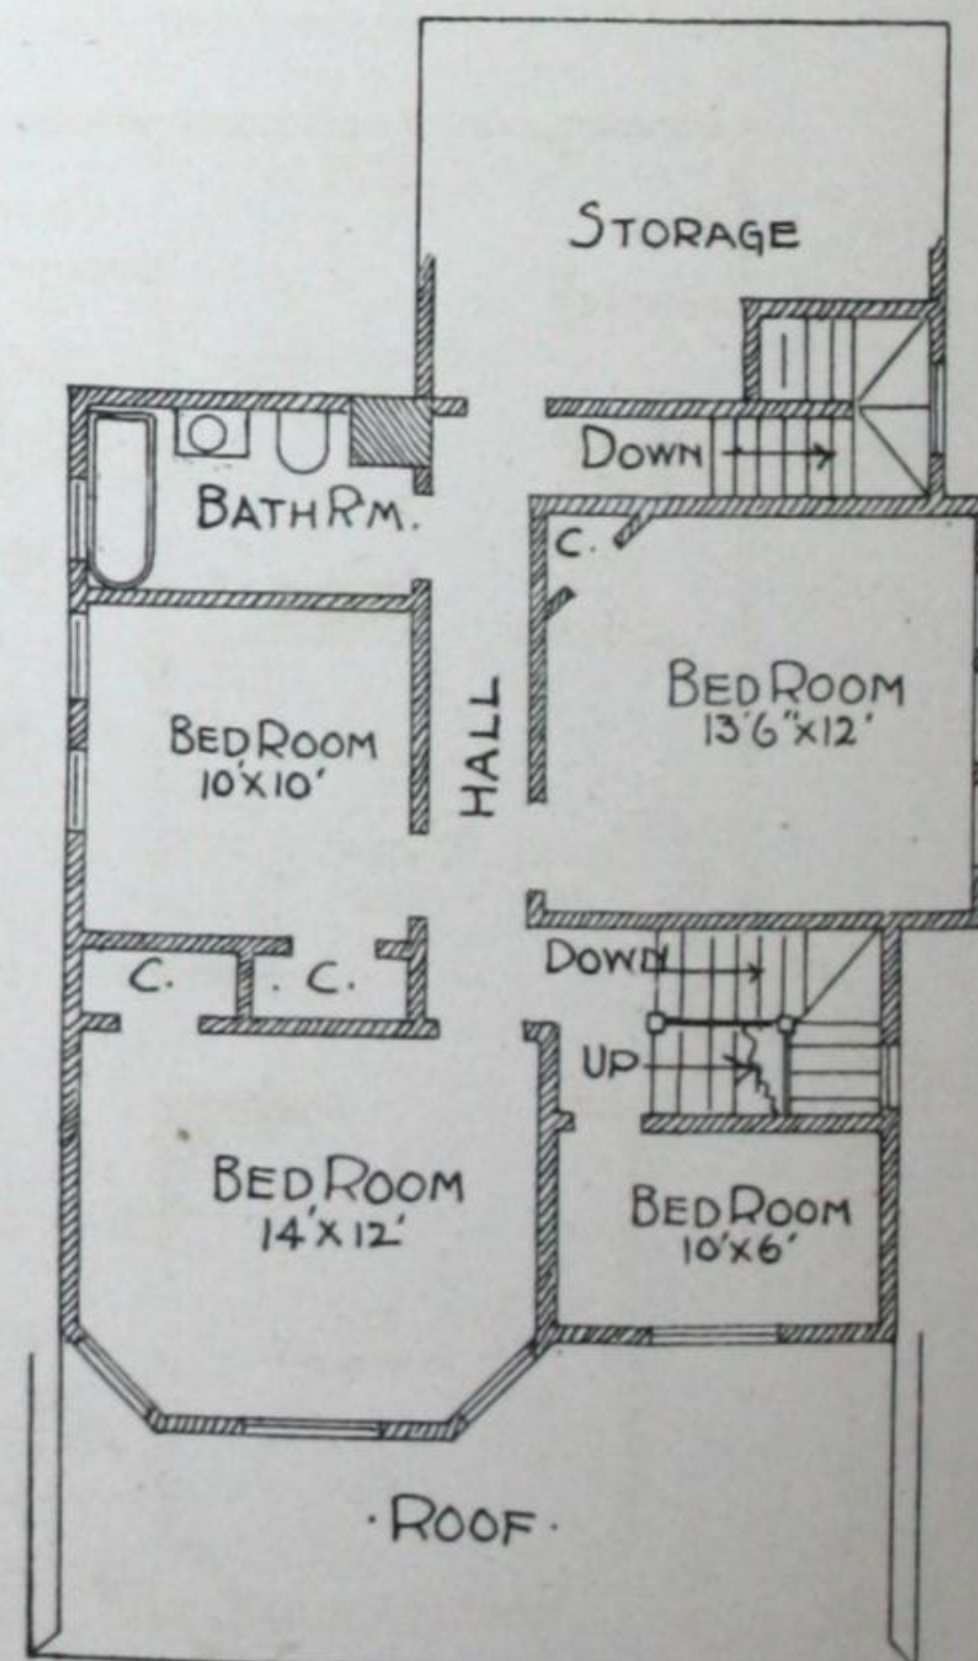 STORAGE
DOWN
BATH RM.
C.
BED ROOM
13'6"X12'
BED ROOM
10'X10'
HALL
DOWN
C.
C.
UP
BED ROOM
14'X12'
BED ROOM
10'X6'
·ROOF·